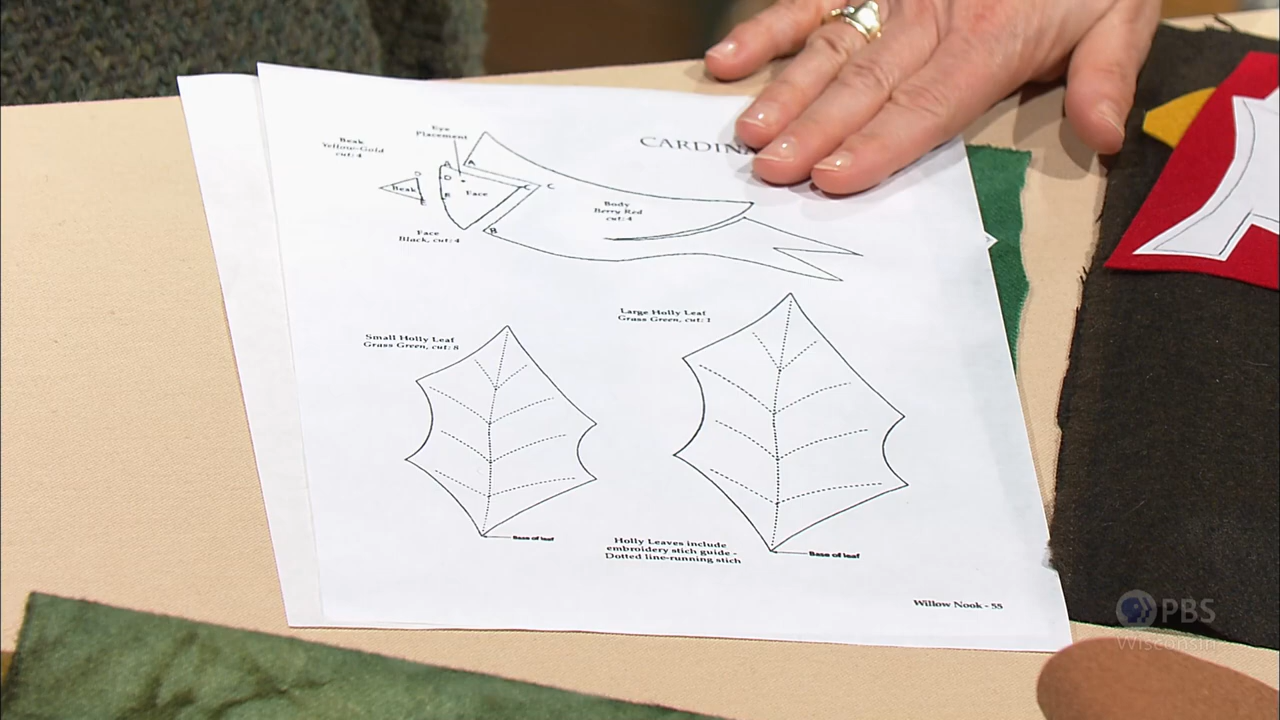 CARDINA
Eye
Placement
Beak
Yellow-Gold
cut: 4
A
A
D
D
Beak
Face
C
C
E
E
B
Body
Berry Red
cut: 4
Face
Black, cut: 4
Large Holly Leaf
Grass Green, cut: 1
Small Holly Leaf
Grass Green, cut: 8
Base of leaf
Holly Leaves include
embroidery stich guide -
Dotted line-running stich
Base of leaf
Willow Nook - 55
PBS
Wisconsin